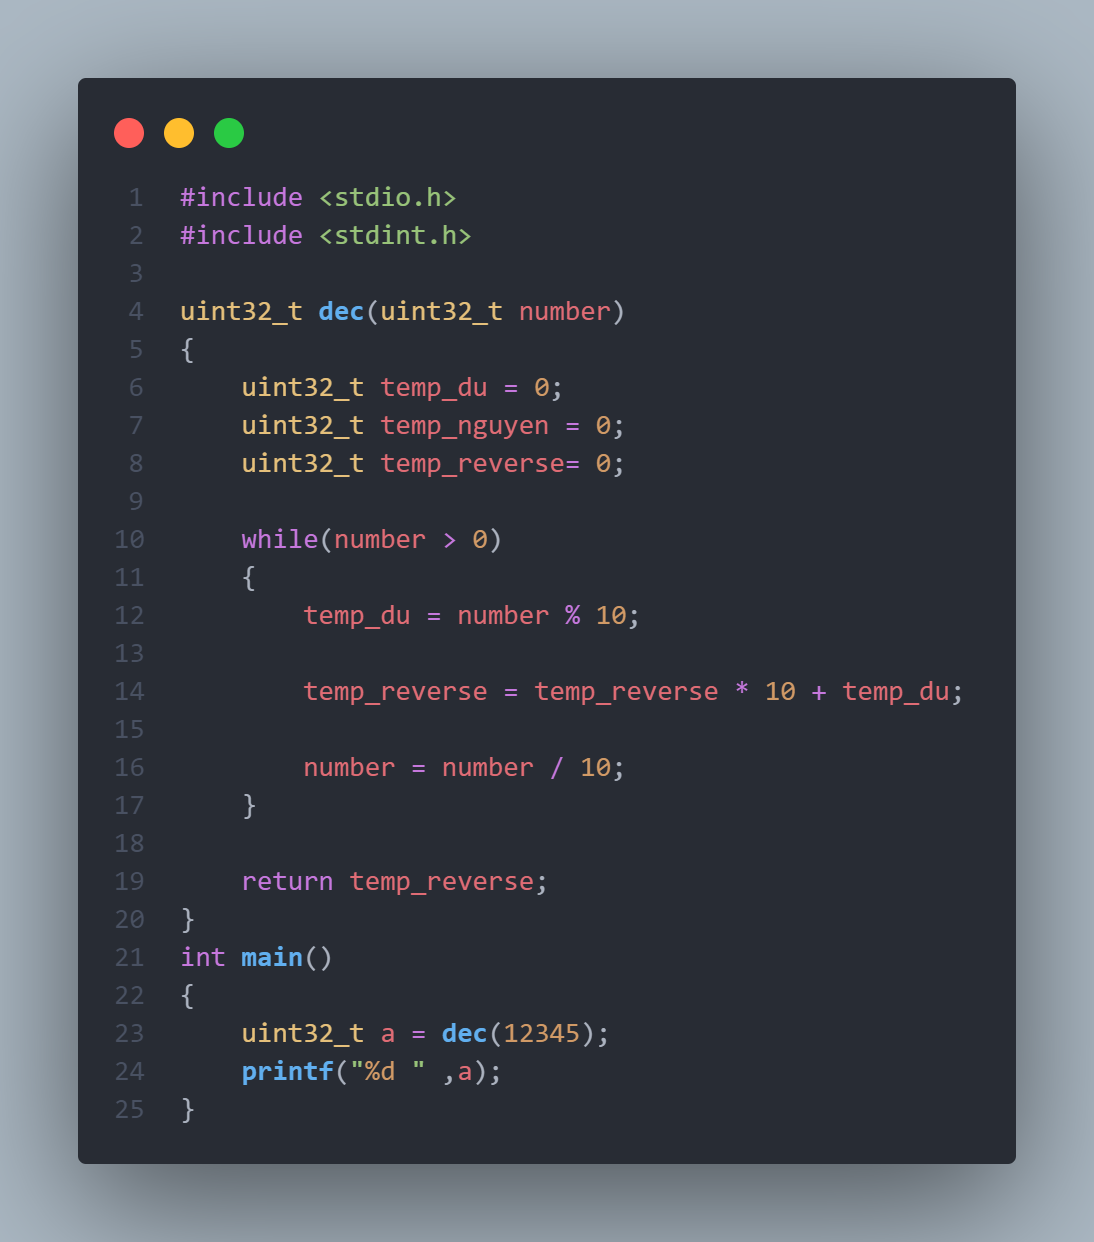 1 #include <stdio.h>
2 #include <stdint.h>
3
4 uint32_t dec(uint32_t number)
5 {
6     uint32_t temp_du = 0;
7     uint32_t temp_nguyen = 0;
8     uint32_t temp_reverse= 0;
9
10     while(number > 0)
11     {
12         temp_du = number % 10;
13
14         temp_reverse = temp_reverse * 10 + temp_du;
15
16         number = number / 10;
17     }
18
19     return temp_reverse;
20 }
21 int main()
22 {
23     uint32_t a = dec(12345);
24     printf("%d " ,a);
25 }